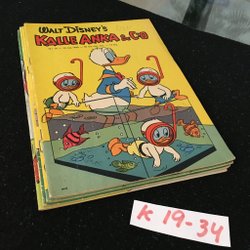 WALT DISNEY'S
KALLE ANKA & C:O
K 19-34